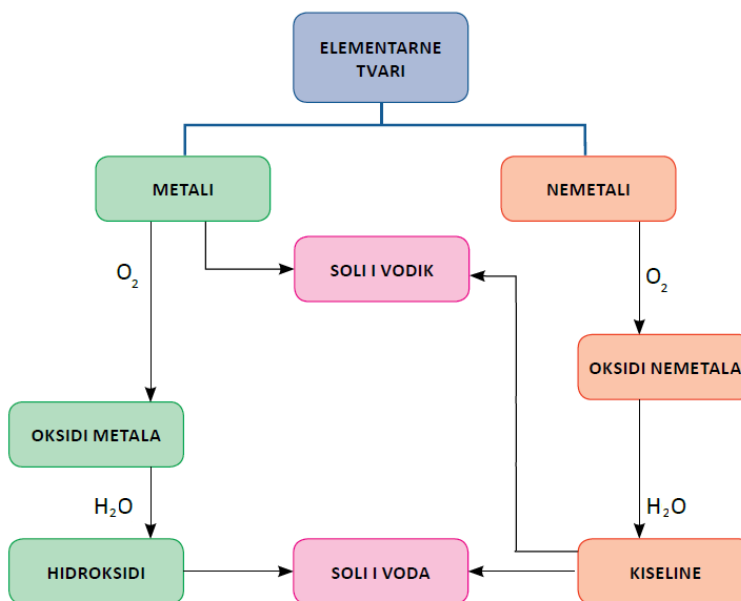 ELEMENTARNE
TVARI
METALI
NEMETALI
SOLI I VODIK
O₂
O₂
OKSIDI NEMETALA
OKSIDI METALA
H₂O
H₂O
HIDROKSIDI
SOLI I VODA
KISELINE